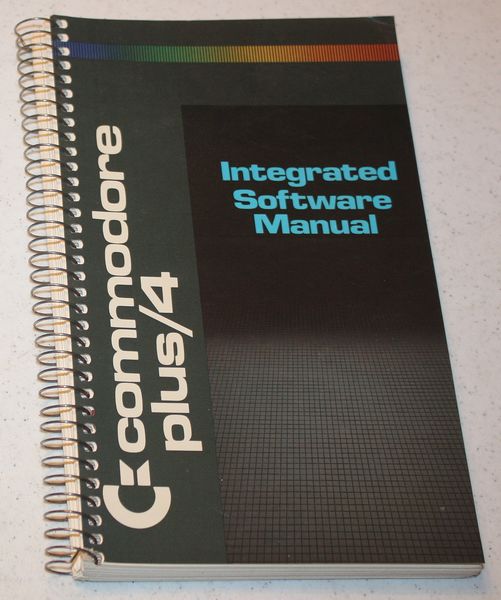 commodore
plus/4
Integrated
Software
Manual